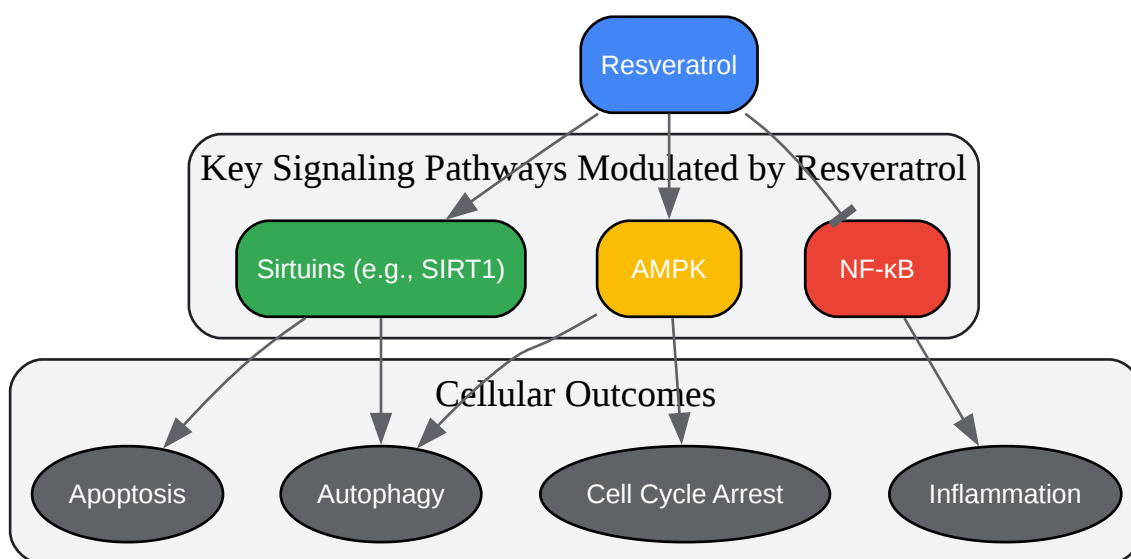 Resveratrol
Key Signaling Pathways Modulated by Resveratrol
Sirtuins (e.g., SIRT1)
AMPK
NF-κB
Cellular Outcomes
Apoptosis
Autophagy
Cell Cycle Arrest
Inflammation